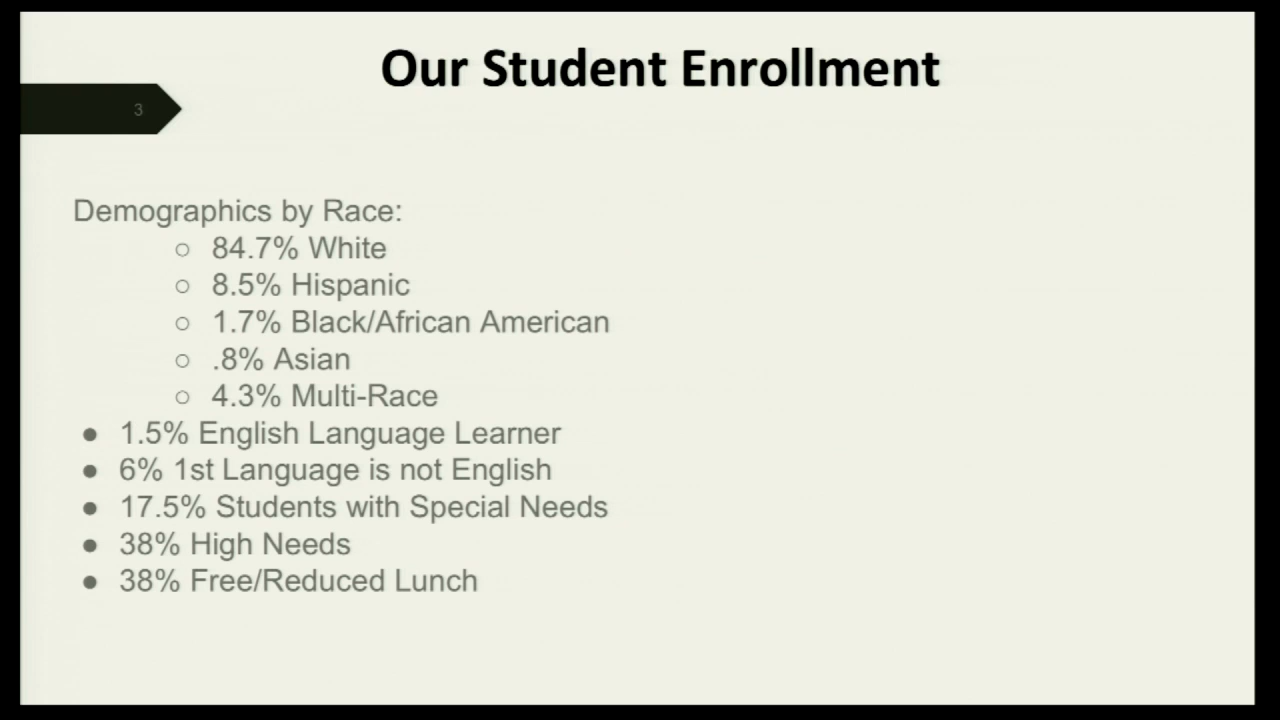 Our Student Enrollment
3
Demographics by Race:
○ 84.7% White
○ 8.5% Hispanic
○ 1.7% Black/African American
○ .8% Asian
○ 4.3% Multi-Race
● 1.5% English Language Learner
● 6% 1st Language is not English
● 17.5% Students with Special Needs
● 38% High Needs
● 38% Free/Reduced Lunch